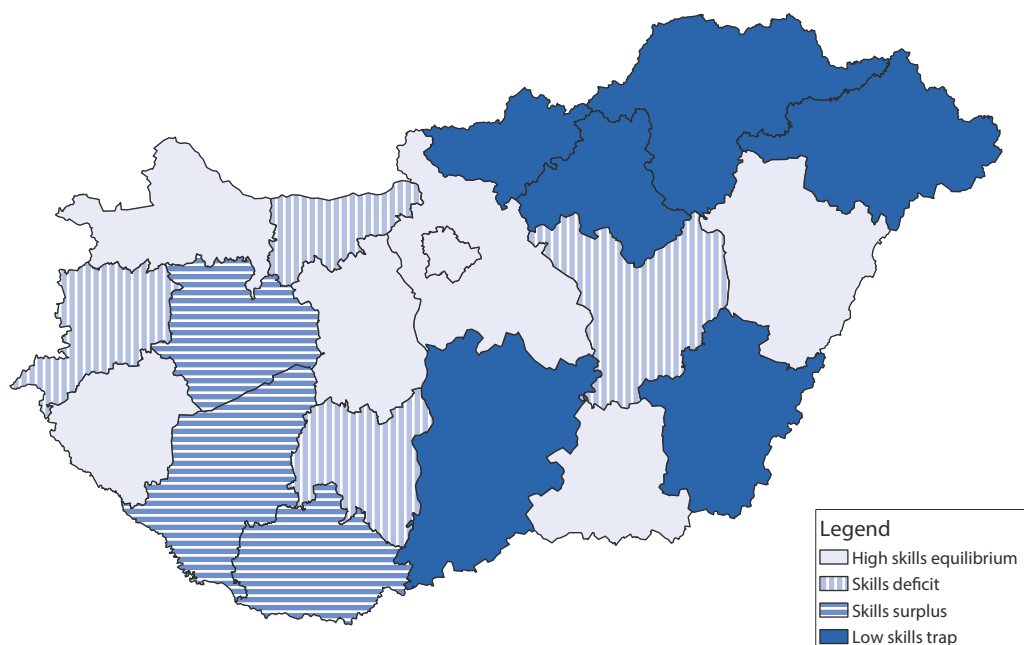 Legend
High skills equilibrium
Skills deficit
Skills surplus
Low skills trap